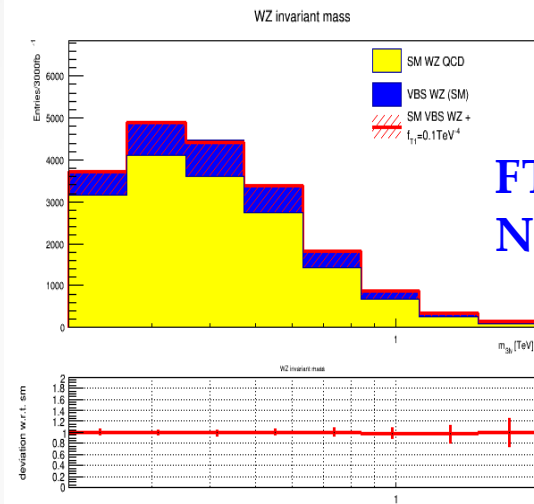 WZ invariant mass
Entries/3000fb⁻¹
6000
5000
4000
3000
2000
1000
0
SM WZ QCD
VBS WZ (SM)
SM VBS WZ +
f_T1=0.1TeV⁻⁴
FT
N
1
m_3lν [TeV]
WZ invariant mass
deviation w.r.t. sm
2
1.8
1.6
1.4
1.2
1
0.8
0.6
0.4
0.2
0
1